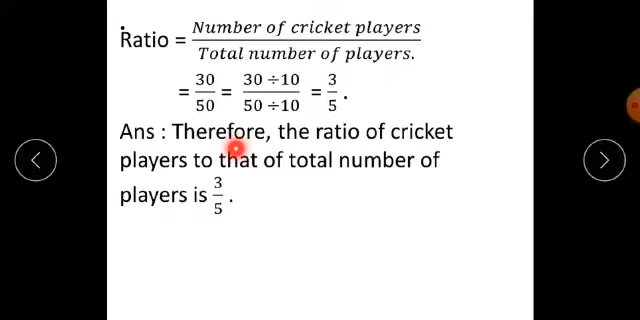 Ratio = Number of cricket players / Total number of players.
= 30/50 = 30 ÷10 / 50 ÷10 = 3/5 .
Ans : Therefore, the ratio of cricket
players to that of total number of
players is 3/5 .